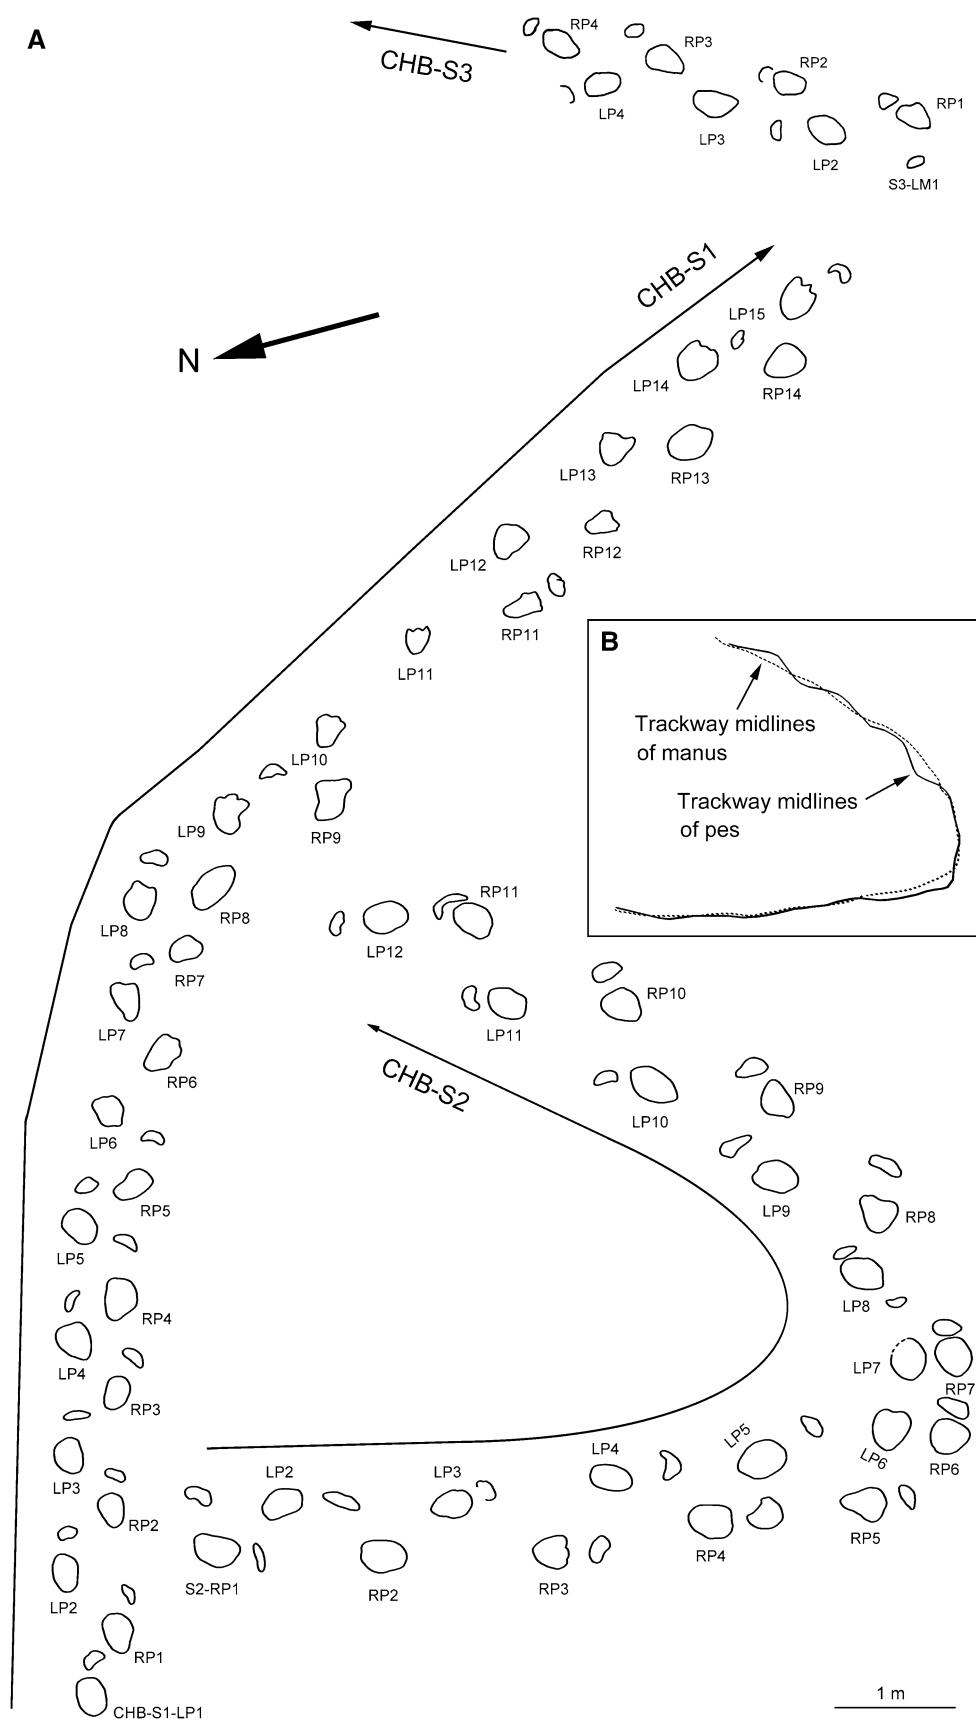 A
RP4
RP3
CHB-S3
RP2
LP4
RP1
LP3
LP2
S3-LM1
CHB-S1
LP15
N
LP14
RP14
LP13
RP13
LP12
RP12
B
RP11
LP11
Trackway midlines
of manus
LP10
Trackway midlines
of pes
LP9
RP9
RP11
LP8
RP8
LP12
RP7
RP10
LP7
LP11
RP6
CHB-S2
RP9
LP6
LP10
RP5
LP9
RP8
LP5
LP8
RP4
LP7
LP4
RP7
RP3
LP5
LP4
LP6
RP6
LP3
LP2
LP3
RP2
RP5
RP4
S2-RP1
RP2
RP3
LP2
RP1
1 m
CHB-S1-LP1